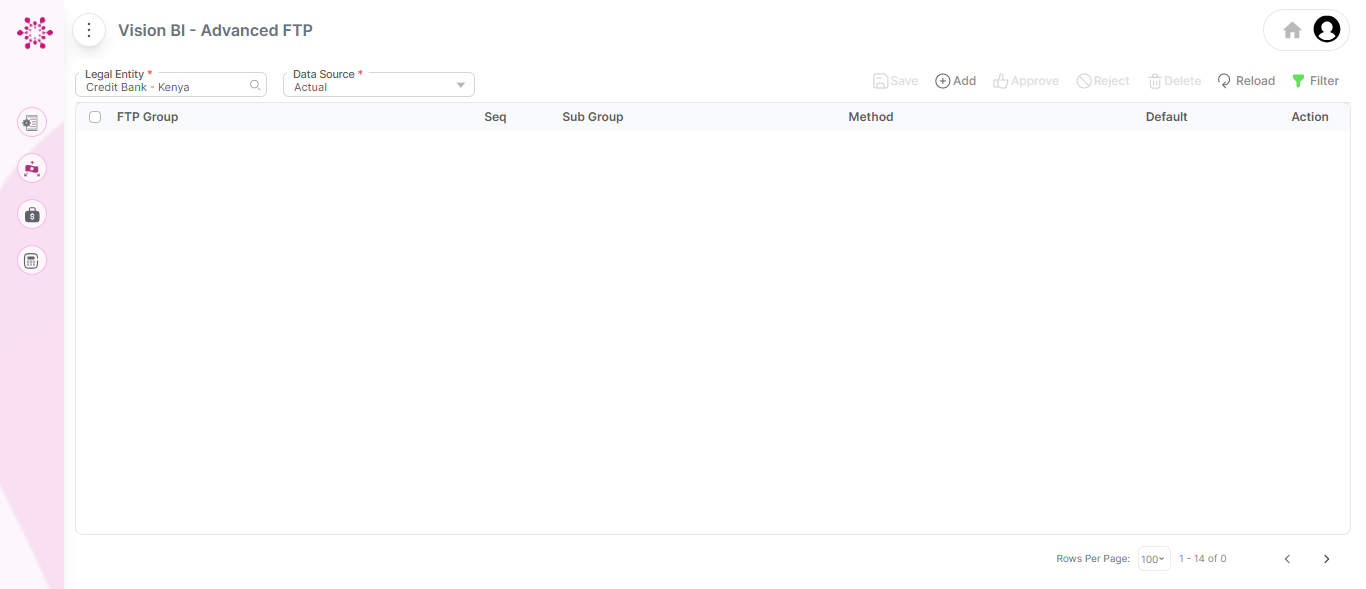 Vision BI - Advanced FTP
Legal Entity *
Credit Bank - Kenya
Data Source *
Actual
Save
Add
Approve
Reject
Delete
Reload
Filter
FTP Group
Seq
Sub Group
Method
Default
Action
Rows Per Page:
100
1 - 14 of 0